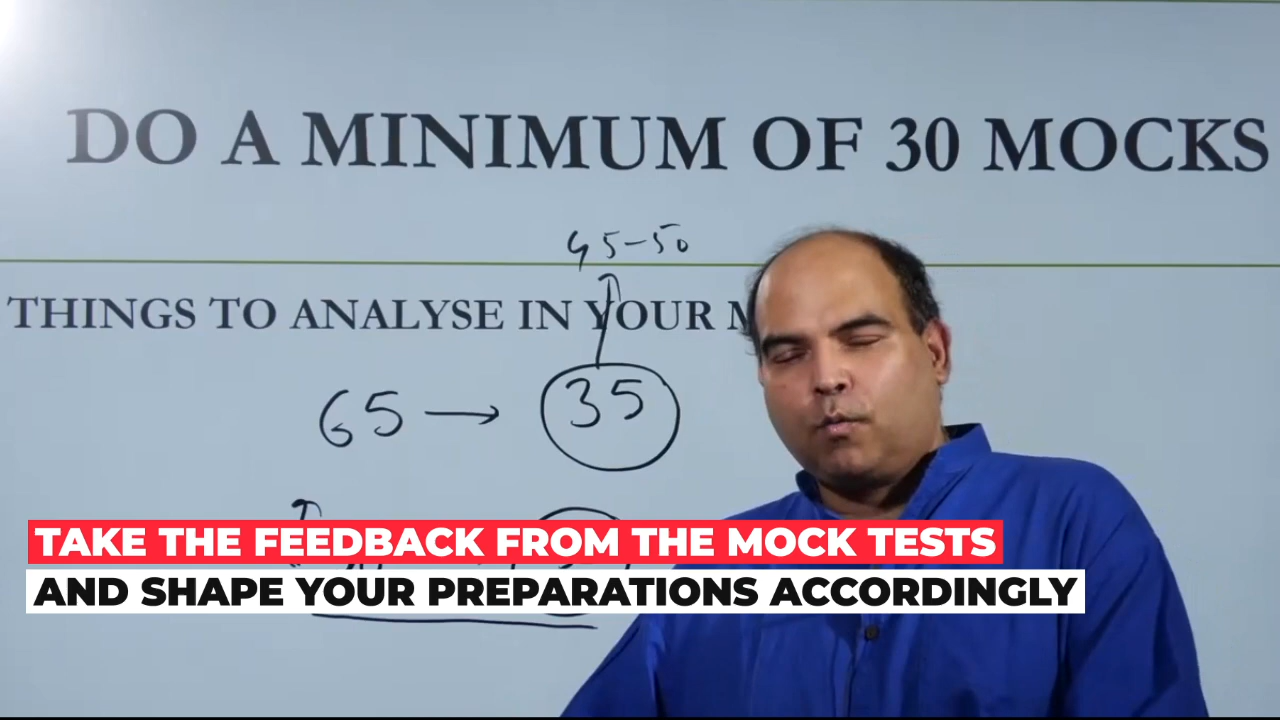 DO A MINIMUM OF 30 MOCKS
45-50
THINGS TO ANALYSE IN YOUR
65 → 35
TAKE THE FEEDBACK FROM THE MOCK TESTS
AND SHAPE YOUR PREPARATIONS ACCORDINGLY